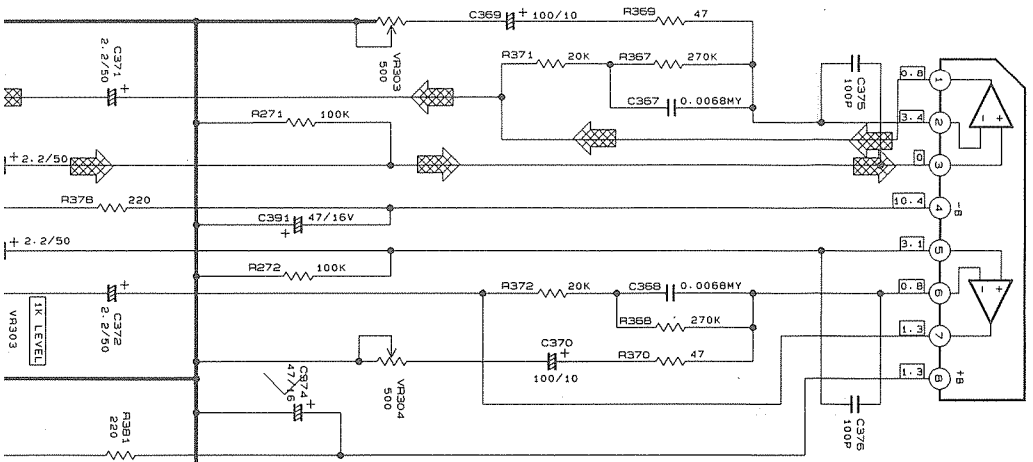 C369 + 100/10
R369 47
VR303
500
C371
2.2/50
+
R371 20K
R367 270K
C367 0.0068MY
C375
100P
0.8
1
3.4
2
0
3
10.4
4
-B
3.1
5
0.8
6
1.3
7
1.3
8
+B
- +
- +
R271 100K
+ 2.2/50
R378 220
C391 47/16V
+
+ 2.2/50
R272 100K
R372 20K
C368 0.0068MY
R368 270K
C372
2.2/50
+
1K LEVEL
VR303
C370
+
100/10
R370 47
VR304
500
C974
47/16
+
C376
100P
R381
220